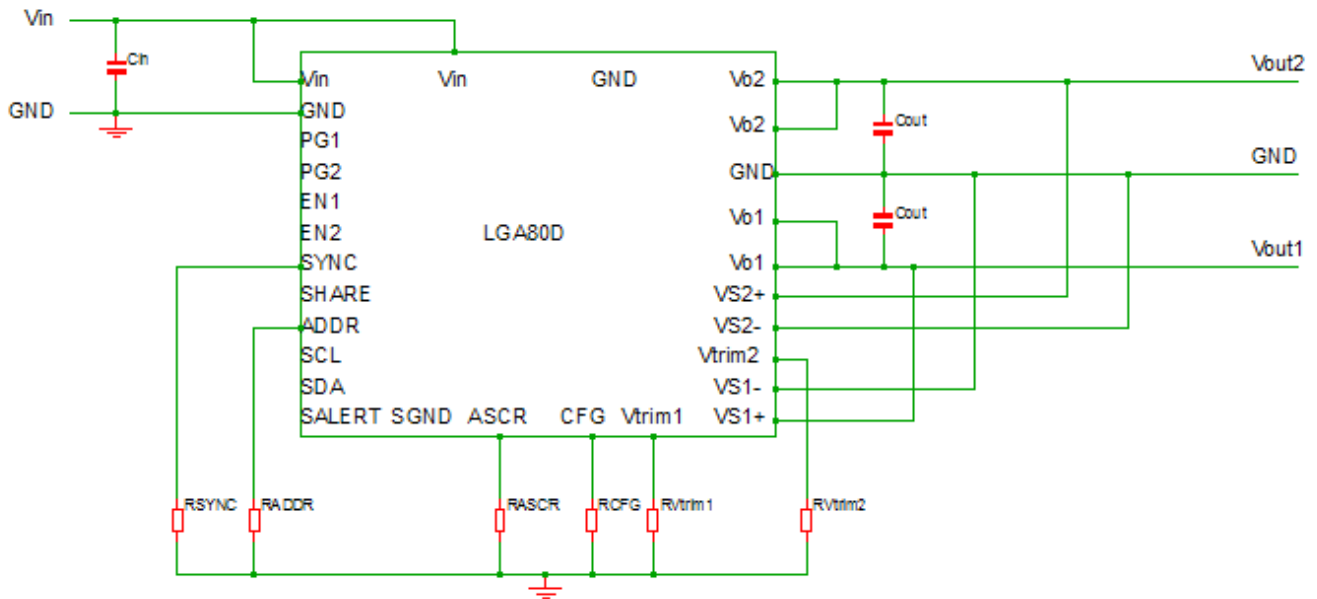 Vin
Cin
GND
Vin Vin GND Vo2
GND
PG1
PG2
EN1
EN2
SYNC
SHARE
ADDR
SCL
SDA
SALERT SGND ASCR CFG Vtrim1 VS1+
LGA80D
Vo2
GND
Vo1
Vo1
VS2+
VS2-
Vtrim2
VS1-
Cout
Cout
Vout2
GND
Vout1
RSYNC RADDR RASCR RCFG RVtrim1 RVtrim2